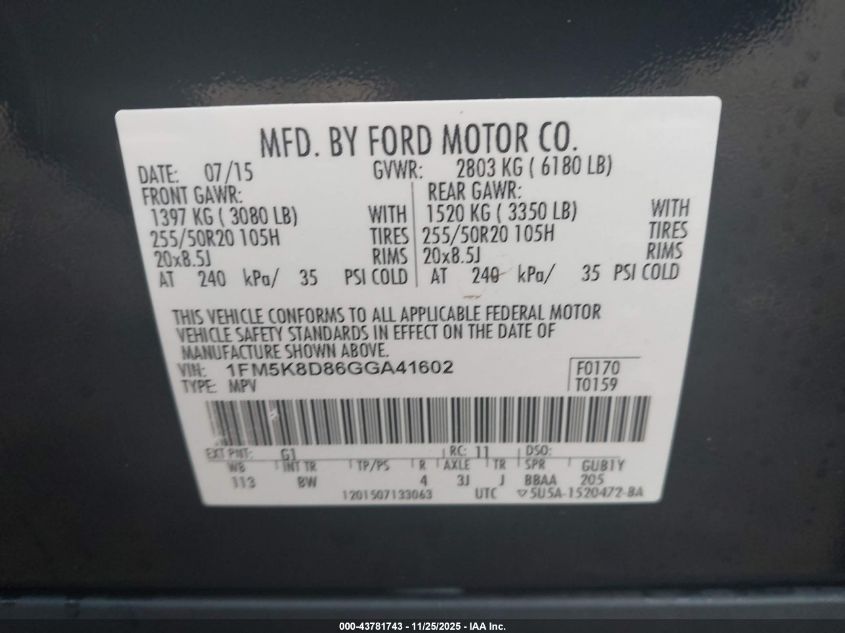 MFD. BY FORD MOTOR CO.
DATE: 07/15 GVWR: 2803 KG ( 6180 LB)
FRONT GAWR: REAR GAWR:
1397 KG ( 3080 LB) WITH 1520 KG ( 3350 LB) WITH
255/50R20 105H TIRES 255/50R20 105H TIRES
20x8.5J RIMS 20x8.5J RIMS
AT 240 kPa/ 35 PSI COLD AT 240 kPa/ 35 PSI COLD
THIS VEHICLE CONFORMS TO ALL APPLICABLE FEDERAL MOTOR
VEHICLE SAFETY STANDARDS IN EFFECT ON THE DATE OF
MANUFACTURE SHOWN ABOVE.
VIN: 1FM5K8D86GGA41602 F0170
TYPE: MPV T0159
EXT PNT: G1 RC: 11 DSO:
WB INT TR TP/PS R AXLE TR SPR GUB1Y
113 BW 4 3J J BBAA 205
1201507133063 UTC ▽5U5A-1520472-BA
000-43781743 - 11/25/2025 - IAA Inc.